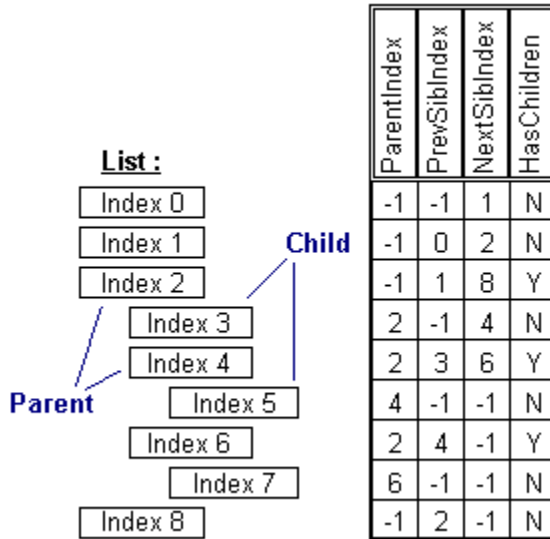 ParentIndex PrevSibIndex NextSibIndex HasChildren
List :
Index 0 -1 -1 1 N
Index 1 Child -1 0 2 N
Index 2 -1 1 8 Y
Index 3 2 -1 4 N
Index 4 2 3 6 Y
Parent Index 5 4 -1 -1 N
Index 6 2 4 -1 Y
Index 7 6 -1 -1 N
Index 8 -1 2 -1 N